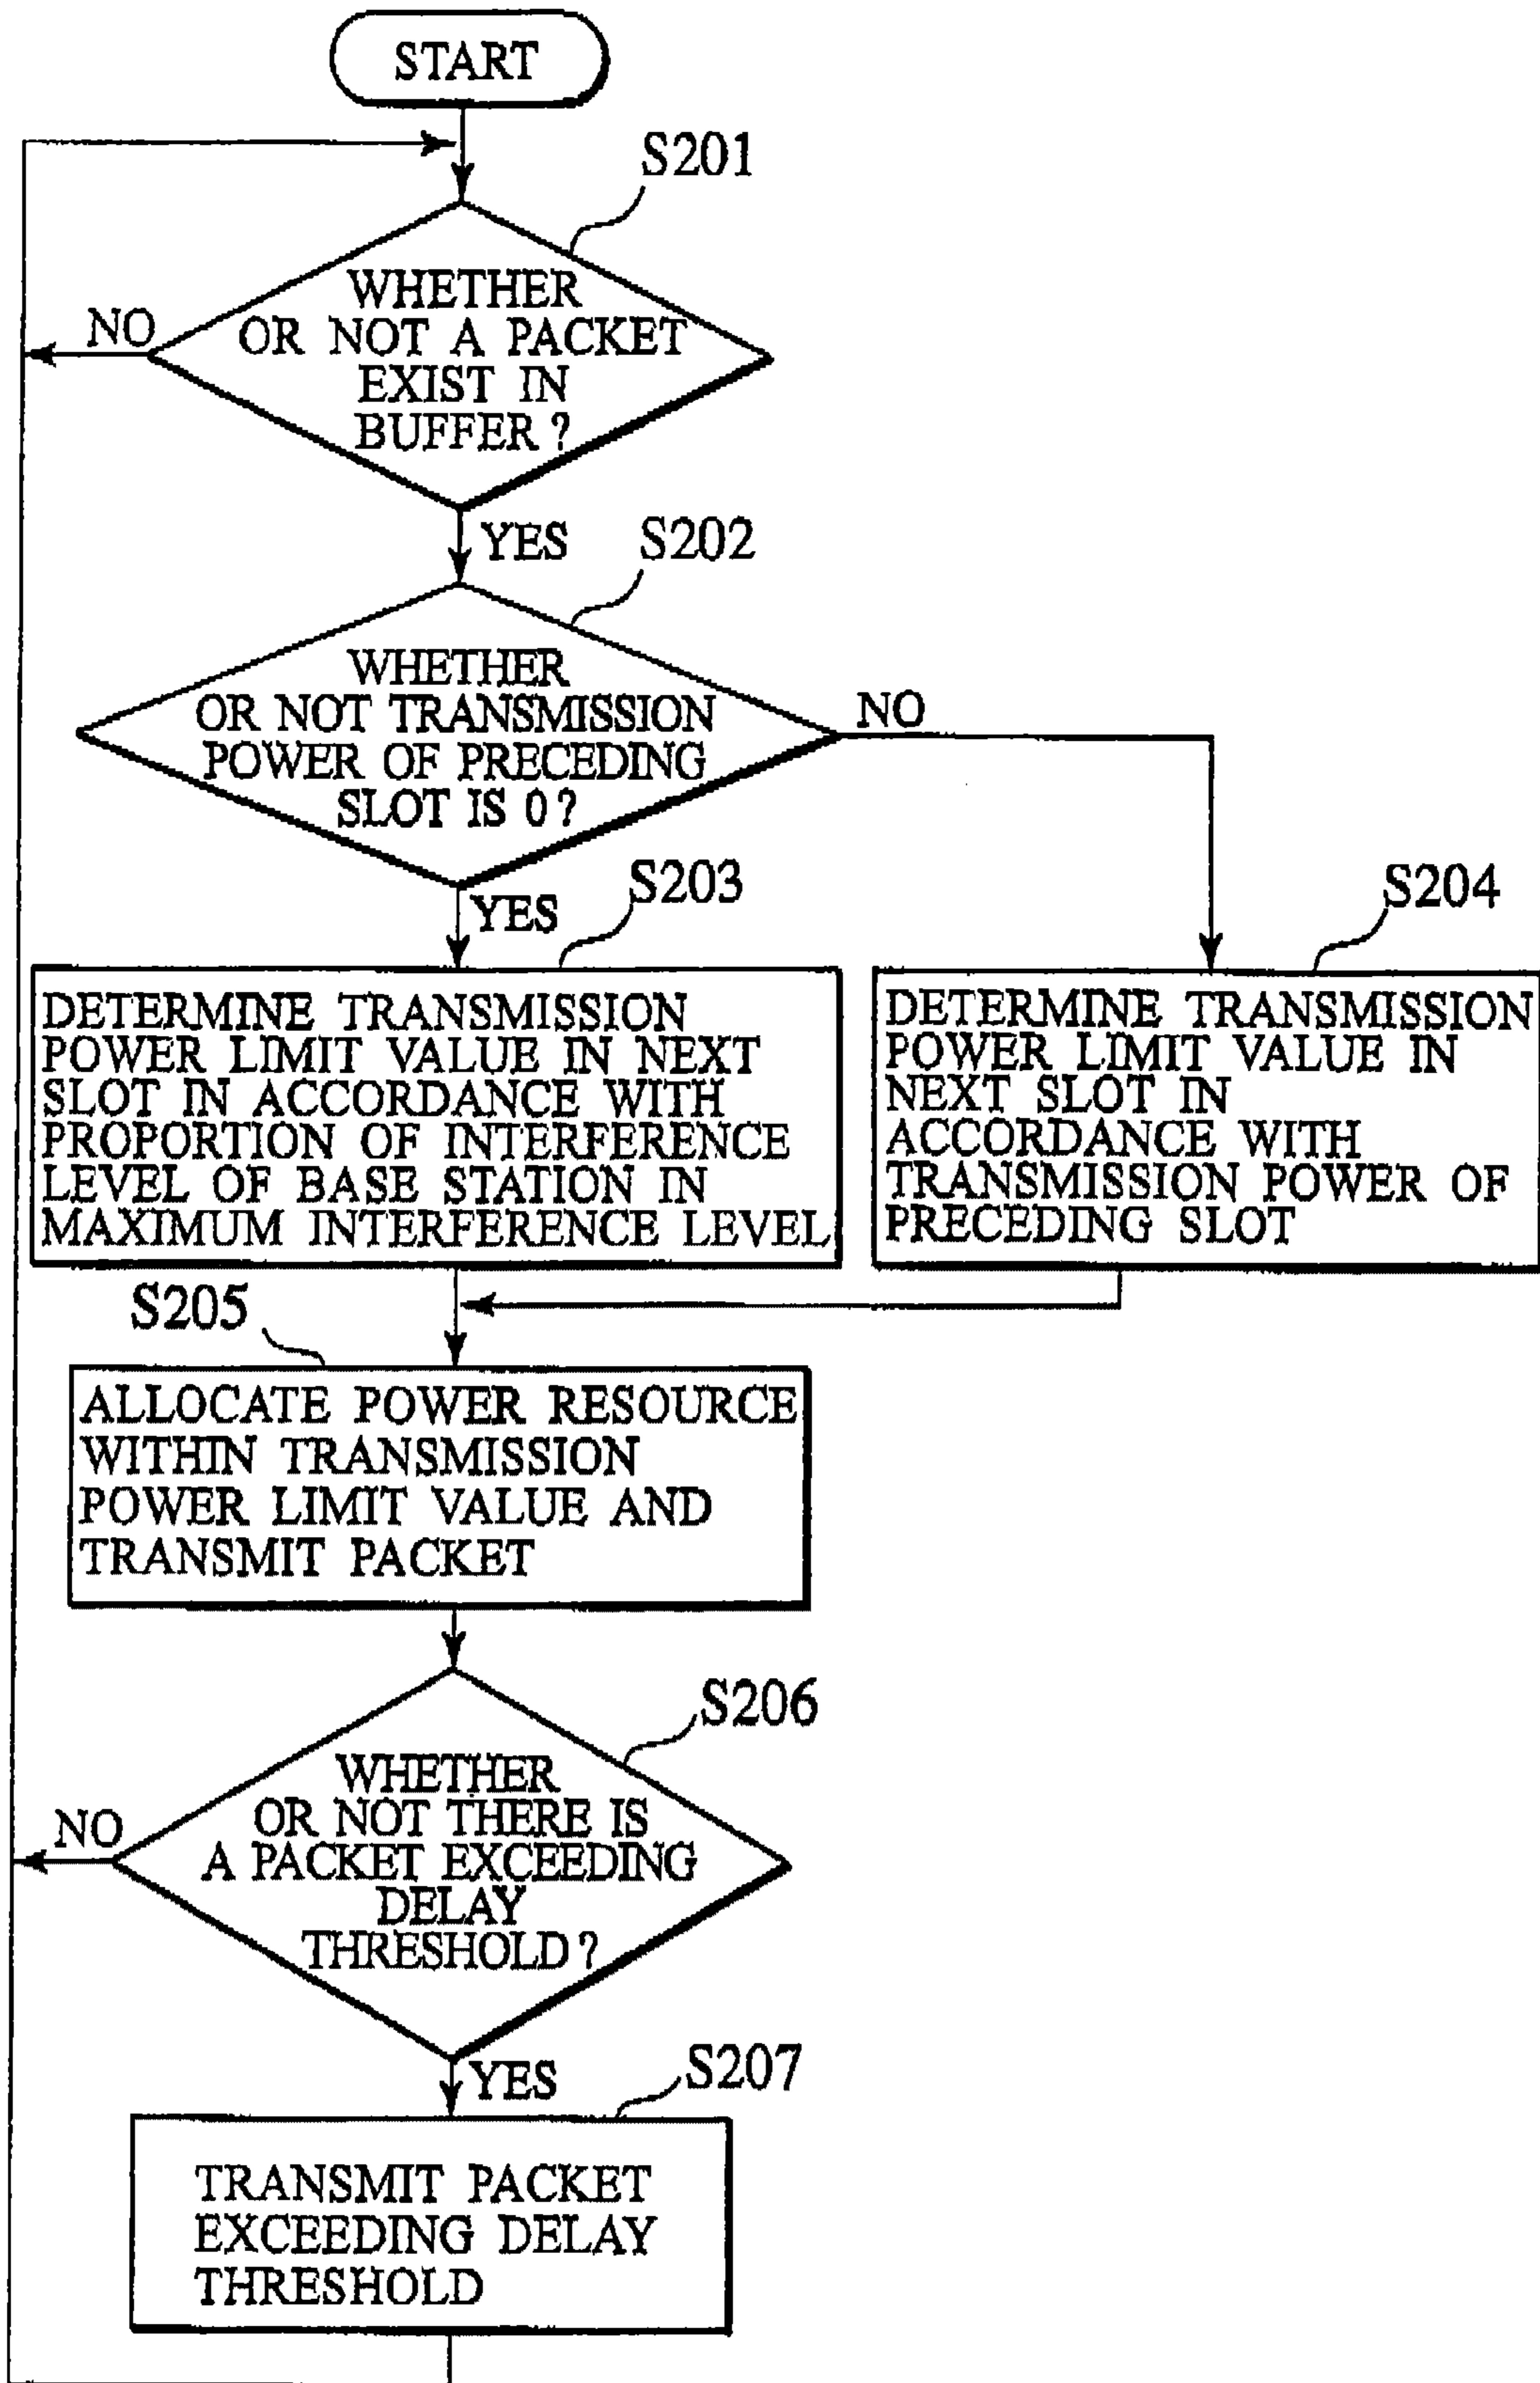 START
S201
WHETHER
OR NOT A PACKET
EXIST IN
BUFFER ?
NO
YES
S202
WHETHER
OR NOT TRANSMISSION
POWER OF PRECEDING
SLOT IS 0 ?
NO
YES
S203
DETERMINE TRANSMISSION
POWER LIMIT VALUE IN NEXT
SLOT IN ACCORDANCE WITH
PROPORTION OF INTERFERENCE
LEVEL OF BASE STATION IN
MAXIMUM INTERFERENCE LEVEL
S204
DETERMINE TRANSMISSION
POWER LIMIT VALUE IN
NEXT SLOT IN
ACCORDANCE WITH
TRANSMISSION POWER OF
PRECEDING SLOT
S205
ALLOCATE POWER RESOURCE
WITHIN TRANSMISSION
POWER LIMIT VALUE AND
TRANSMIT PACKET
S206
WHETHER
OR NOT THERE IS
A PACKET EXCEEDING
DELAY
THRESHOLD ?
NO
YES
S207
TRANSMIT PACKET
EXCEEDING DELAY
THRESHOLD